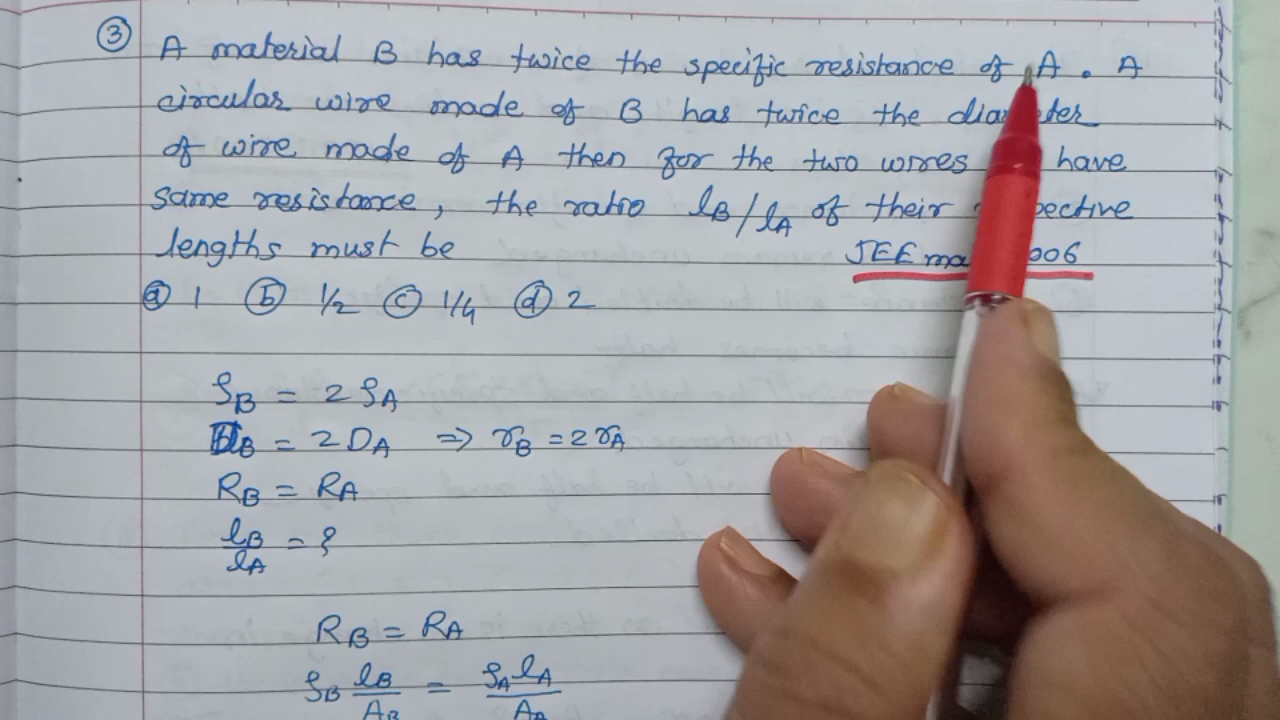 ③ A material B has twice the specific resistance of A. A
circular wire made of B has twice the diameter
of wire made of A then for the two wires have
same resistance, the ratio lB/lA of their
lengths must be
JEE 2006
ⓐ 1 ⓑ 1/2 ⓒ 1/4 ⓓ 2
ρB = 2ρA
DB = 2DA => rB = 2rA
RB = RA
lB/lA = ?
RB = RA
ρB lB/AB = ρA lA/AA